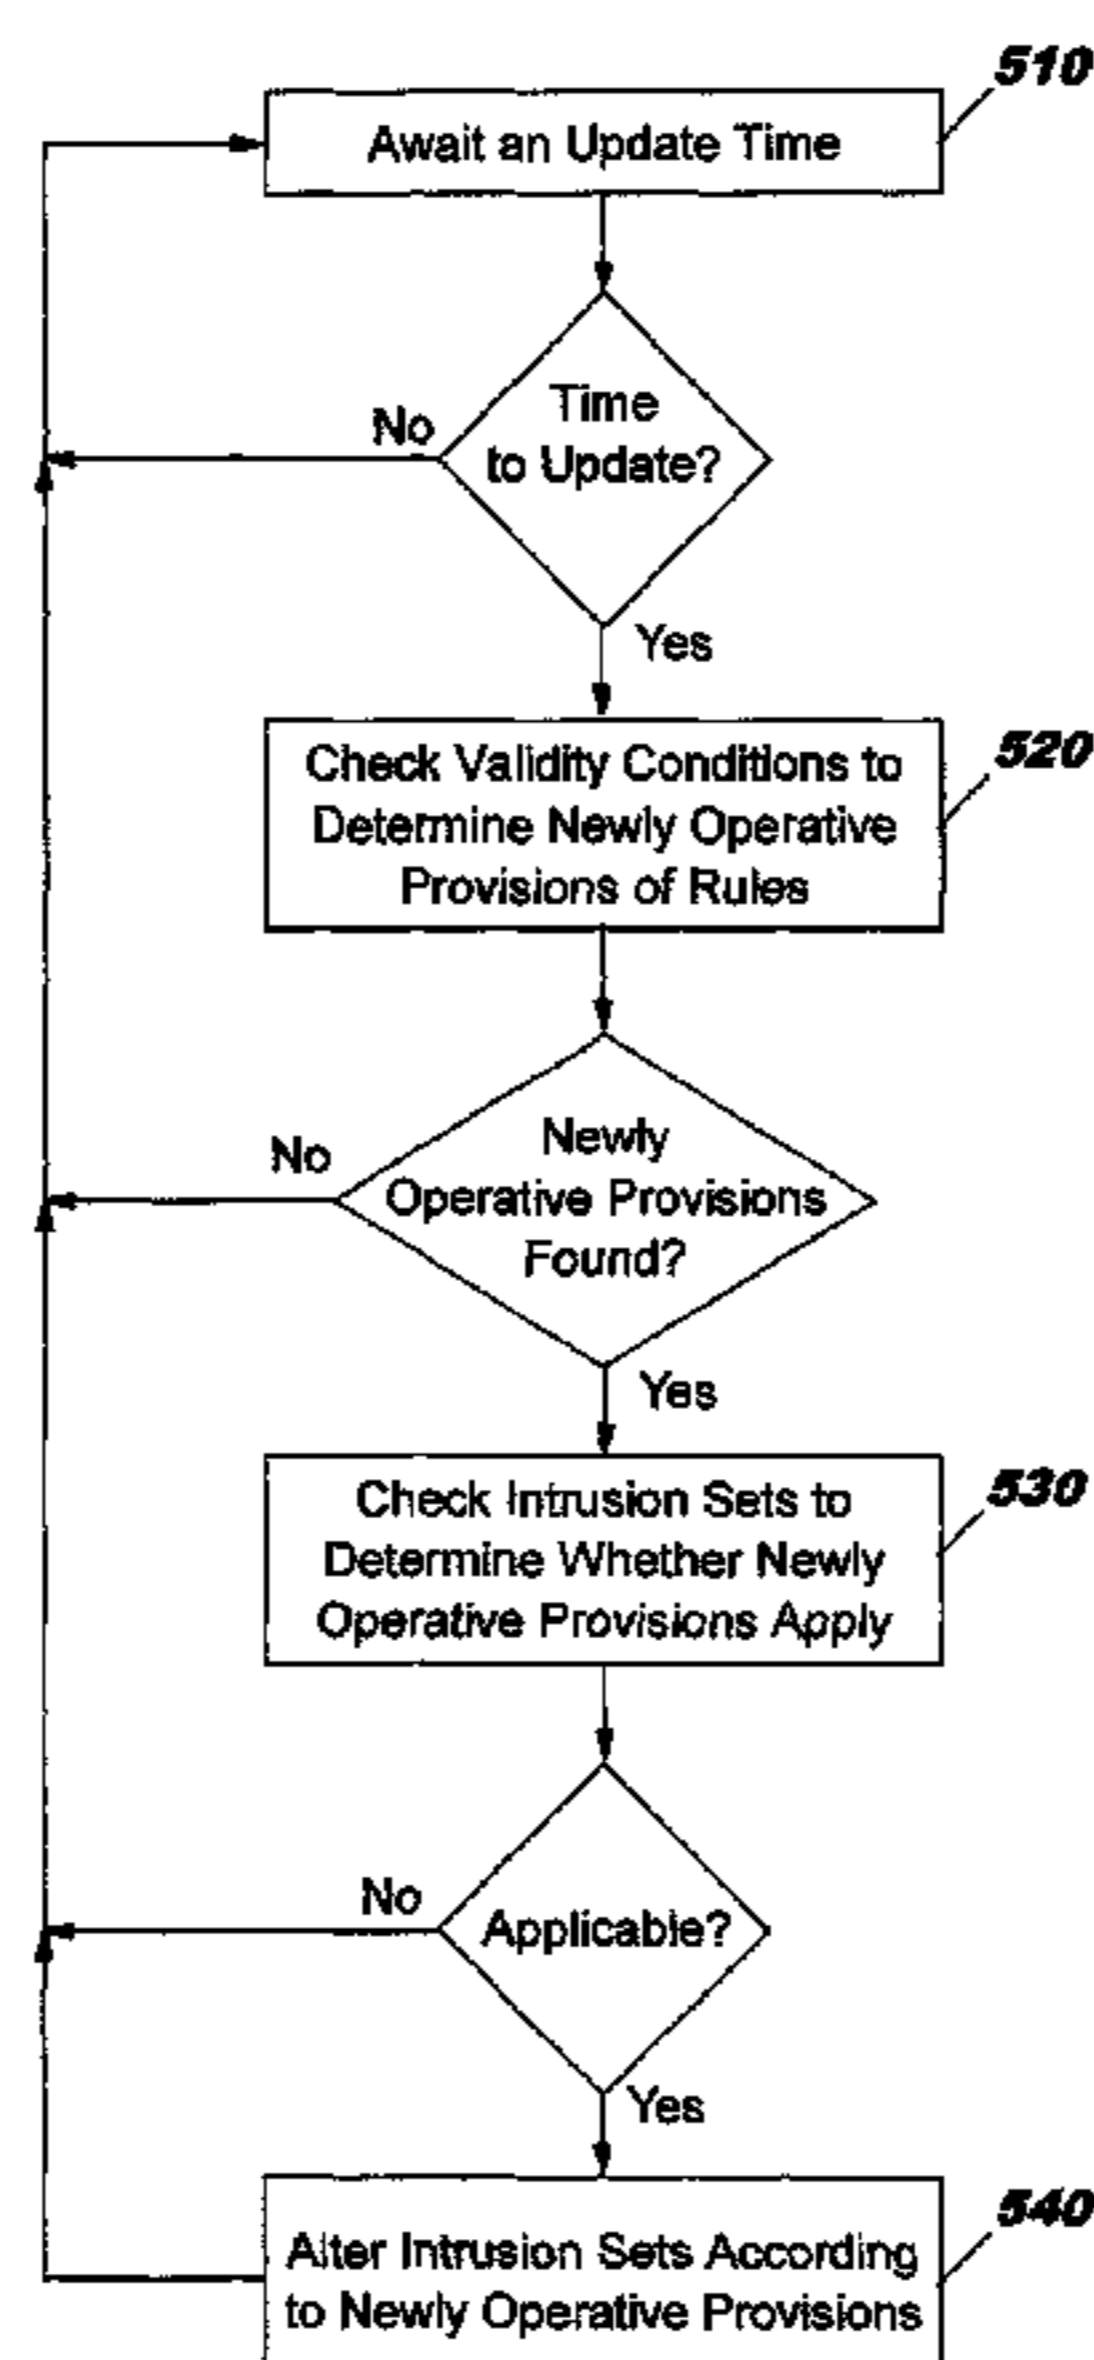 510
Await an Update Time
Time
to Update?
No
Yes
520
Check Validity Conditions to
Determine Newly Operative
Provisions of Rules
Newly
Operative Provisions
Found?
No
Yes
530
Check Intrusion Sets to
Determine Whether Newly
Operative Provisions Apply
Applicable?
No
Yes
540
Alter Intrusion Sets According
to Newly Operative Provisions